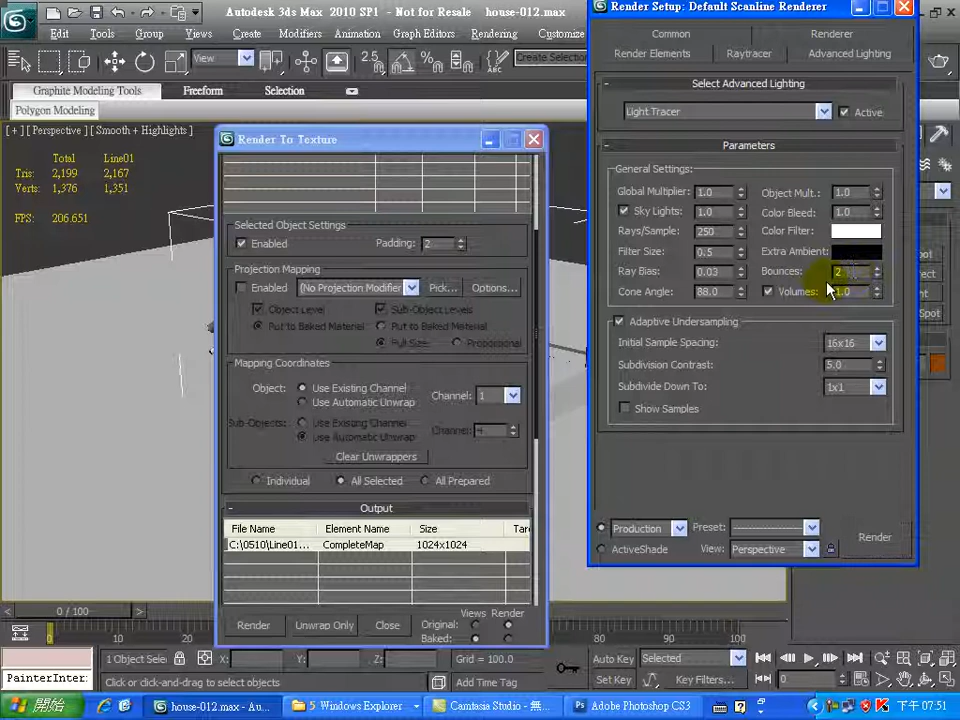 Autodesk 3ds Max 2010 SP1 - Not for Resale house-012.max
Edit Tools Group Views Create Modifiers Animation Graph Editors Rendering Customize
View 2.5 Create Selection
Graphite Modeling Tools Freeform Selection
Polygon Modeling
[ + ] [ Perspective ] [ Smooth + Highlights ]
Total Line01
Tris: 2,199 2,167
Verts: 1,376 1,351
FPS: 206.651
Render To Texture
Selected Object Settings
Enabled Padding: 2
Projection Mapping
Enabled (No Projection Modifier Pick... Options...
Object Level Sub-Object Levels
Put to Baked Material Put to Baked Material
Full Size Proportional
Mapping Coordinates
Object: Use Existing Channel
Use Automatic Unwrap Channel: 1
Sub-Objects: Use Existing Channel
Use Automatic Unwrap Channel: 4
Clear Unwrappers
Individual All Selected All Prepared
Output
File Name Element Name Size Tar
C:\0510\Line01... CompleteMap 1024x1024
Views Render
Render Unwrap Only Close Original:
Baked:
Render Setup: Default Scanline Renderer
Common Renderer
Render Elements Raytracer Advanced Lighting
Select Advanced Lighting
Light Tracer Active
Parameters
General Settings:
Global Multiplier: 1.0 Object Mult.: 1.0
Sky Lights: 1.0 Color Bleed: 1.0
Rays/Sample: 250 Color Filter:
Filter Size: 0.5 Extra Ambient:
Ray Bias: 0.03 Bounces: 2
Cone Angle: 88.0 Volumes: 1.0
Adaptive Undersampling
Initial Sample Spacing: 16x16
Subdivision Contrast: 5.0
Subdivide Down To: 1x1
Show Samples
Production Preset: Render
ActiveShade View: Perspective
0 / 100
0 10 20 80 90 100
1 Object Sele X: Y: Z: Grid = 100.0 Auto Key Selected
PainterInter Click or click-and-drag to select objects Add Time Tag Set Key Key Filters... 0
開始 house-012.max - Au... 5 Windows Explorer Camtasia Studio - 無... Adobe Photoshop CS3 下午 07:51